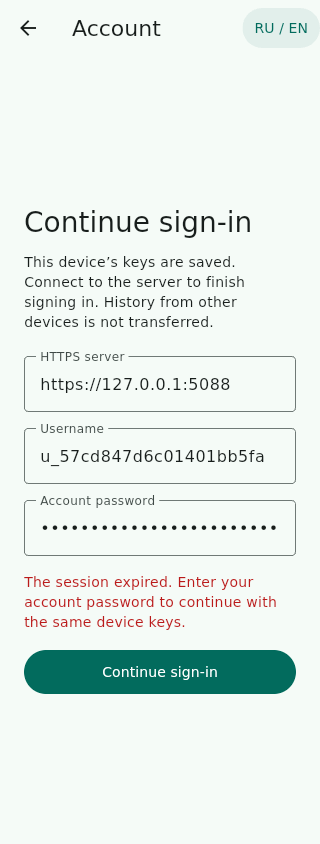 Account
RU / EN
Continue sign-in
This device’s keys are saved.
Connect to the server to finish
signing in. History from other
devices is not transferred.
HTTPS server
https://127.0.0.1:5088
Username
u_57cd847d6c01401bb5fa
Account password
••••••••••••••••••••••••
The session expired. Enter your
account password to continue with
the same device keys.
Continue sign-in